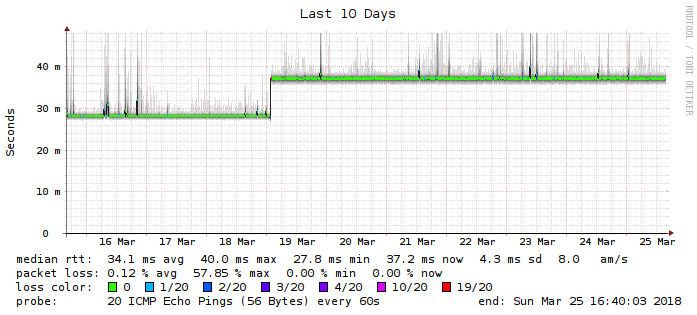 Last 10 Days
RRDTOOL / TOBI OETIKER
Seconds
40 m
30 m
20 m
10 m
0
16 Mar 17 Mar 18 Mar 19 Mar 20 Mar 21 Mar 22 Mar 23 Mar 24 Mar 25 Mar
median rtt: 34.1 ms avg 40.0 ms max 27.8 ms min 37.2 ms now 4.3 ms sd 8.0 am/s
packet loss: 0.12 % avg 57.85 % max 0.00 % min 0.00 % now
loss color: 0 1/20 2/20 3/20 4/20 10/20 19/20
probe: 20 ICMP Echo Pings (56 Bytes) every 60s end: Sun Mar 25 16:40:03 2018